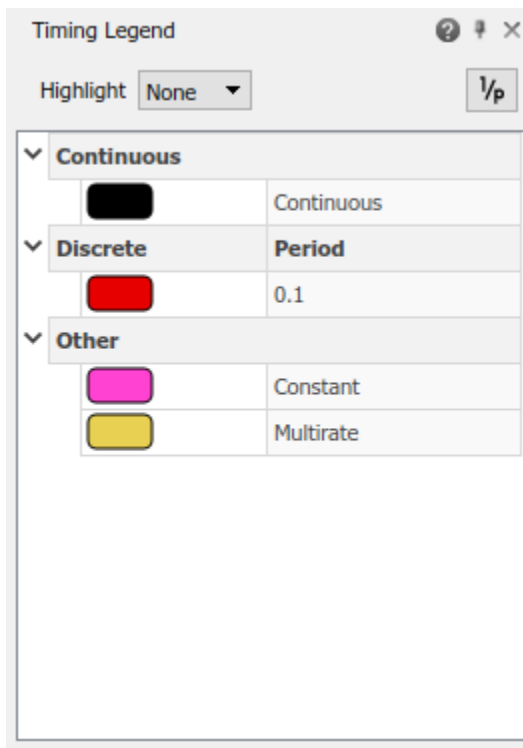 Timing Legend
Highlight None
1/p
Continuous
Continuous
Discrete Period
0.1
Other
Constant
Multirate